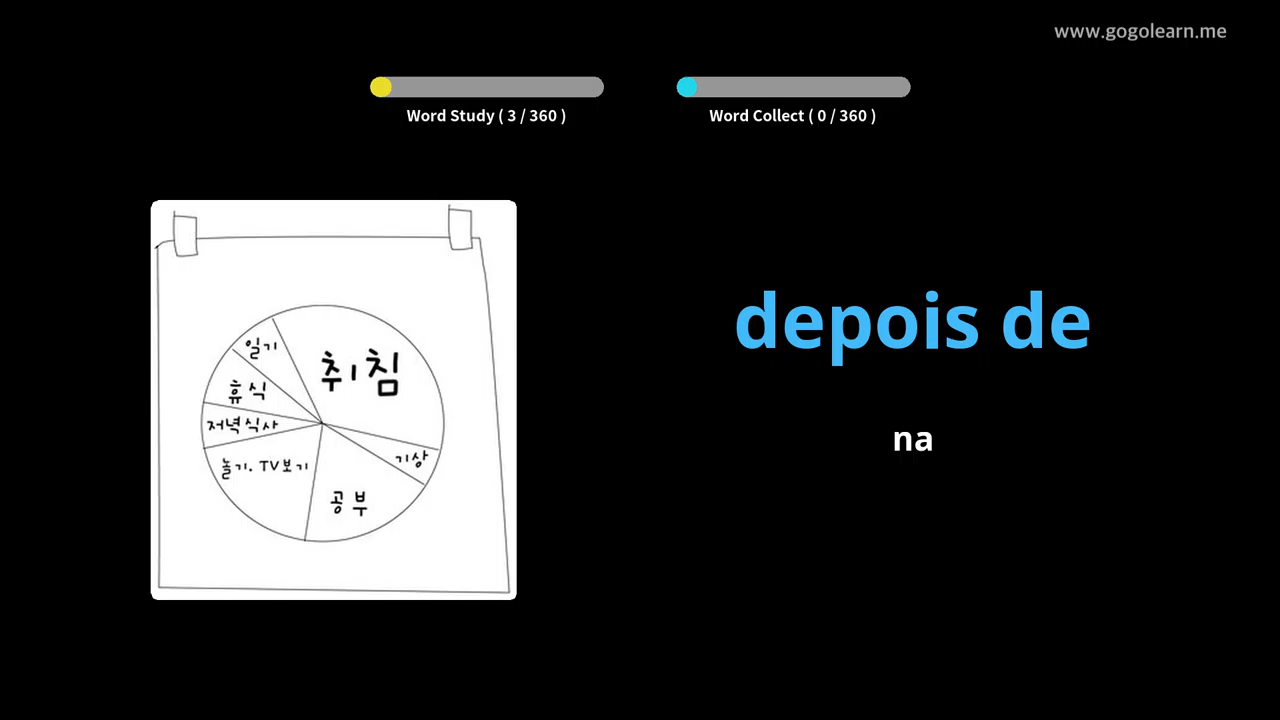 www.gogolearn.me
Word Study ( 3 / 360 )
Word Collect ( 0 / 360 )
일기
취침
휴식
저녁식사
놀기. TV보기
기상
공부
depois de
na